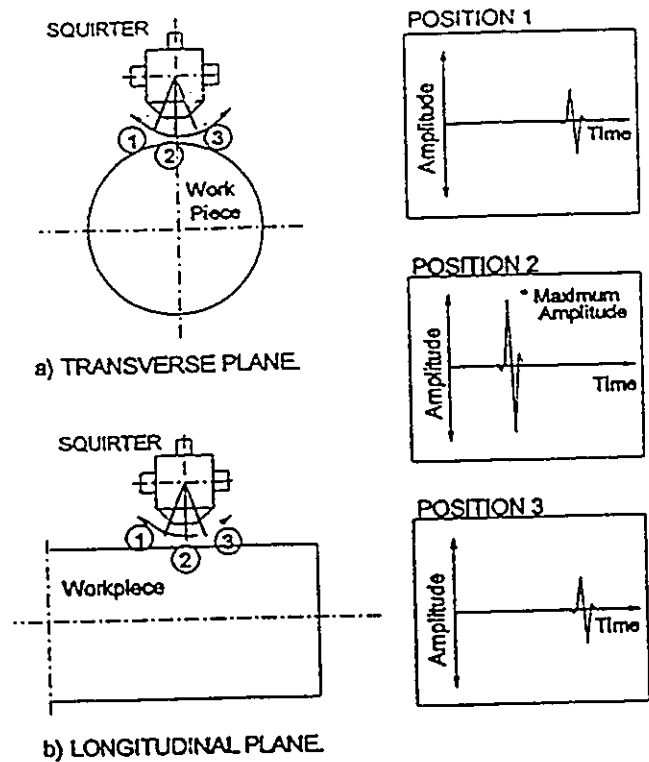 SQUIRTER
1
2
3
Work
Piece
a) TRANSVERSE PLANE.
SQUIRTER
1
2
3
Workpiece
b) LONGITUDINAL PLANE.
POSITION 1
Amplitude
Time
POSITION 2
* Maximum
Amplitude
Amplitude
Time
POSITION 3
Amplitude
Time